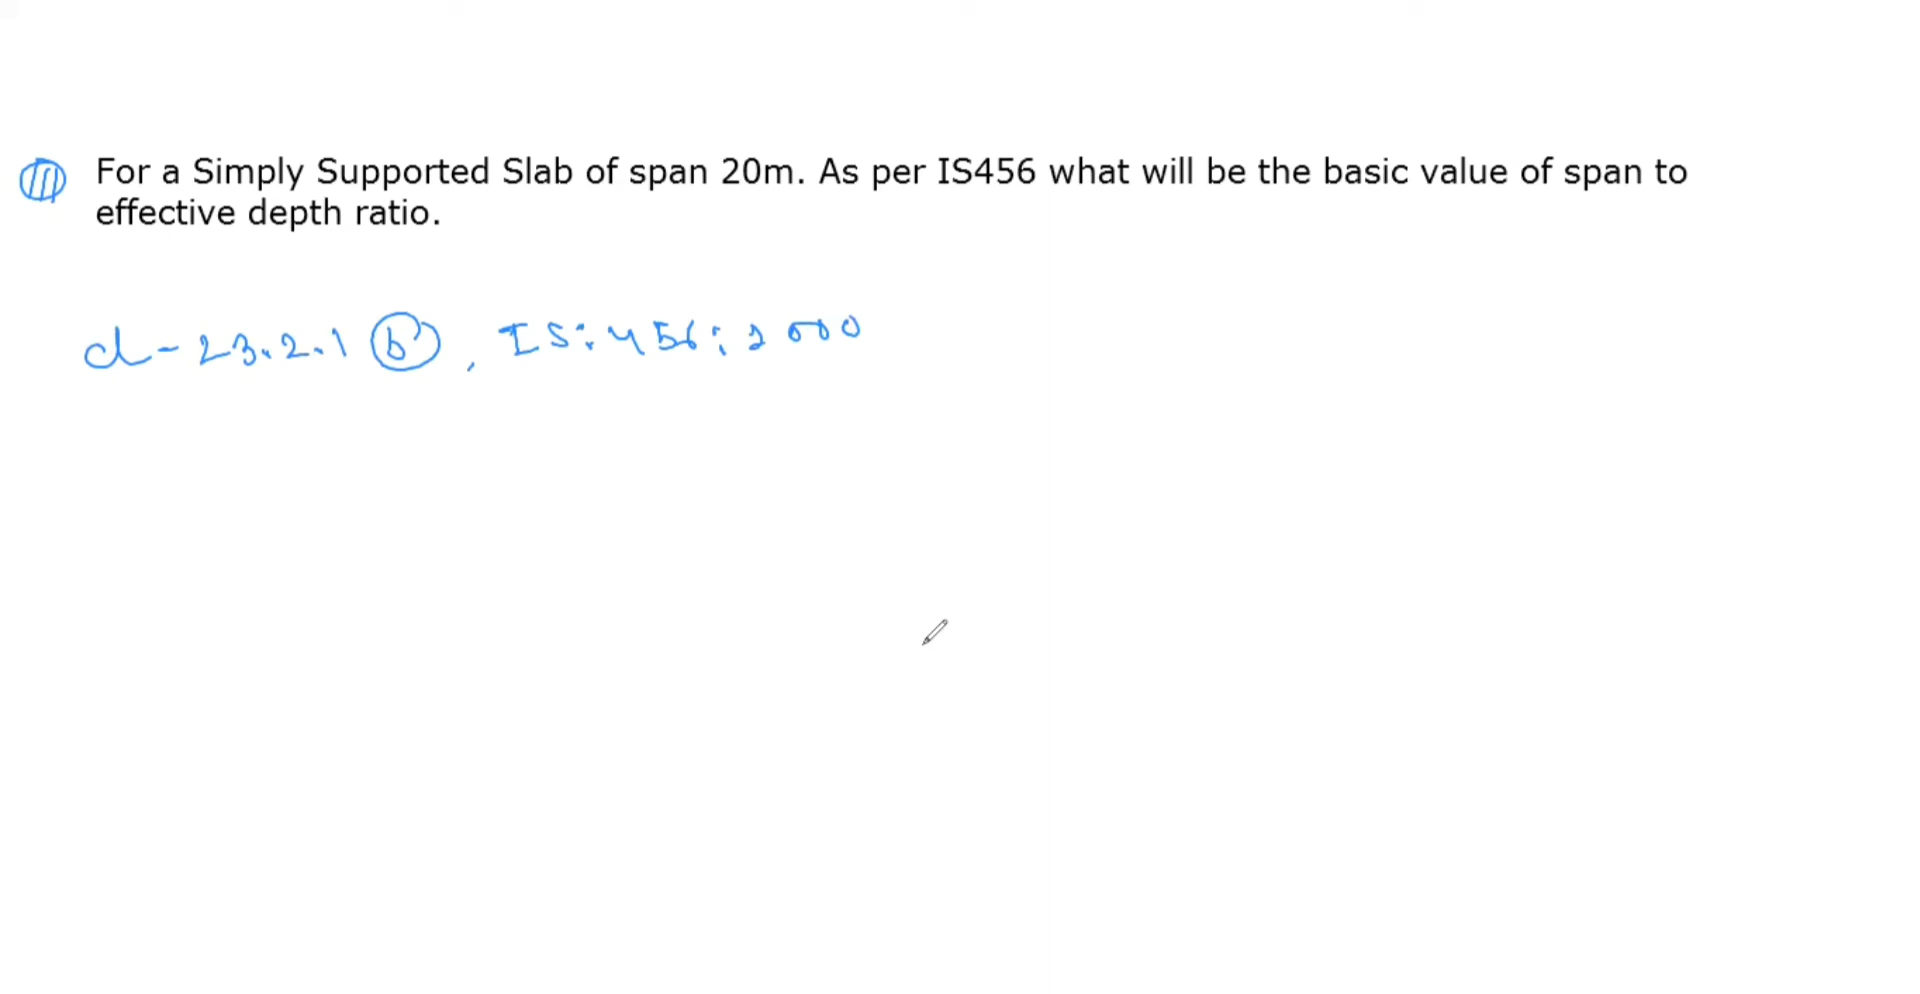 (III) For a Simply Supported Slab of span 20m. As per IS456 what will be the basic value of span to
effective depth ratio.
cl - 23.2.1 (b), IS:456:2000